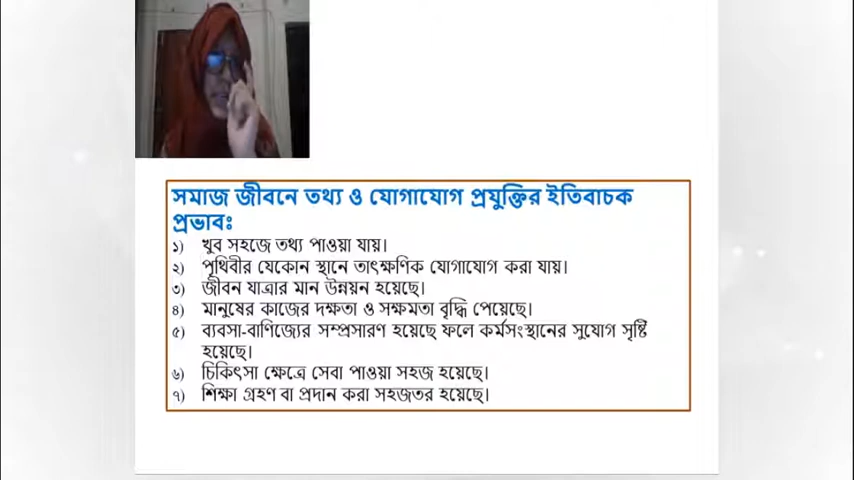 সমাজ জীবনে তথ্য ও যোগাযোগ প্রযুক্তির ইতিবাচক
প্রভাবঃ
১) খুব সহজে তথ্য পাওয়া যায়।
২) পৃথিবীর যেকোন স্থানে তাৎক্ষণিক যোগাযোগ করা যায়।
৩) জীবন যাত্রার মান উন্নয়ন হয়েছে।
৪) মানুষের কাজের দক্ষতা ও সক্ষমতা বৃদ্ধি পেয়েছে।
৫) ব্যবসা-বাণিজ্যের সম্প্রসারণ হয়েছে ফলে কর্মসংস্থানের সুযোগ সৃষ্টি
হয়েছে।
৬) চিকিৎসা ক্ষেত্রে সেবা পাওয়া সহজ হয়েছে।
৭) শিক্ষা গ্রহণ বা প্রদান করা সহজতর হয়েছে।